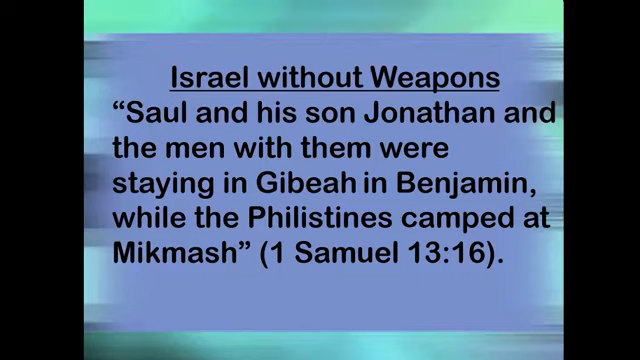 Israel without Weapons
“Saul and his son Jonathan and
the men with them were
staying in Gibeah in Benjamin,
while the Philistines camped at
Mikmash” (1 Samuel 13:16).